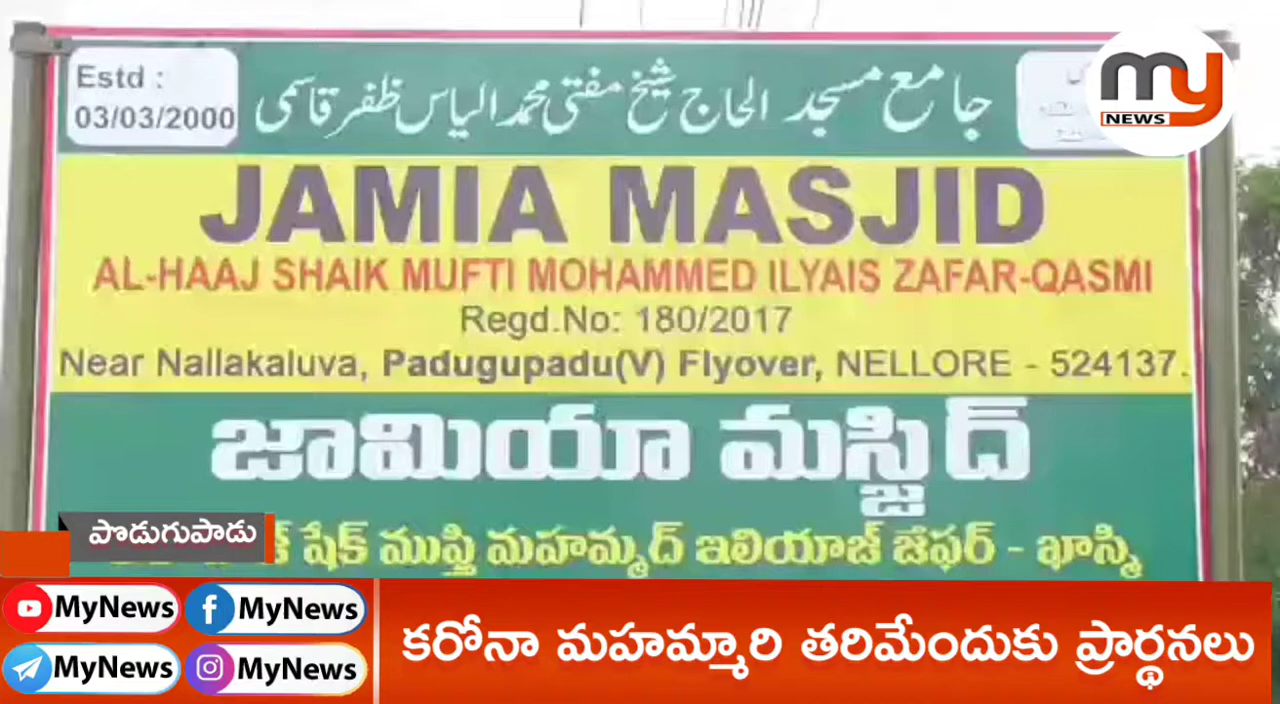 Estd :
03/03/2000
جامع مسجد الحاج شیخ مفتی محمد الیاس ظفر قاسمی
my
NEWS
JAMIA MASJID
AL-HAAJ SHAIK MUFTI MOHAMMED ILYAIS ZAFAR-QASMI
Regd.No: 180/2017
Near Nallakaluva, Padugupadu(V) Flyover, NELLORE - 524137.
జామియా మస్జిద్
షేక్ ముఫ్తి మహమ్మద్ ఇలియాజ్ జేఫర్ - ఖాస్మి
పొడుగుపాడు
MyNews MyNews
MyNews MyNews
కరోనా మహమ్మారి తరిమేందుకు ప్రార్థనలు